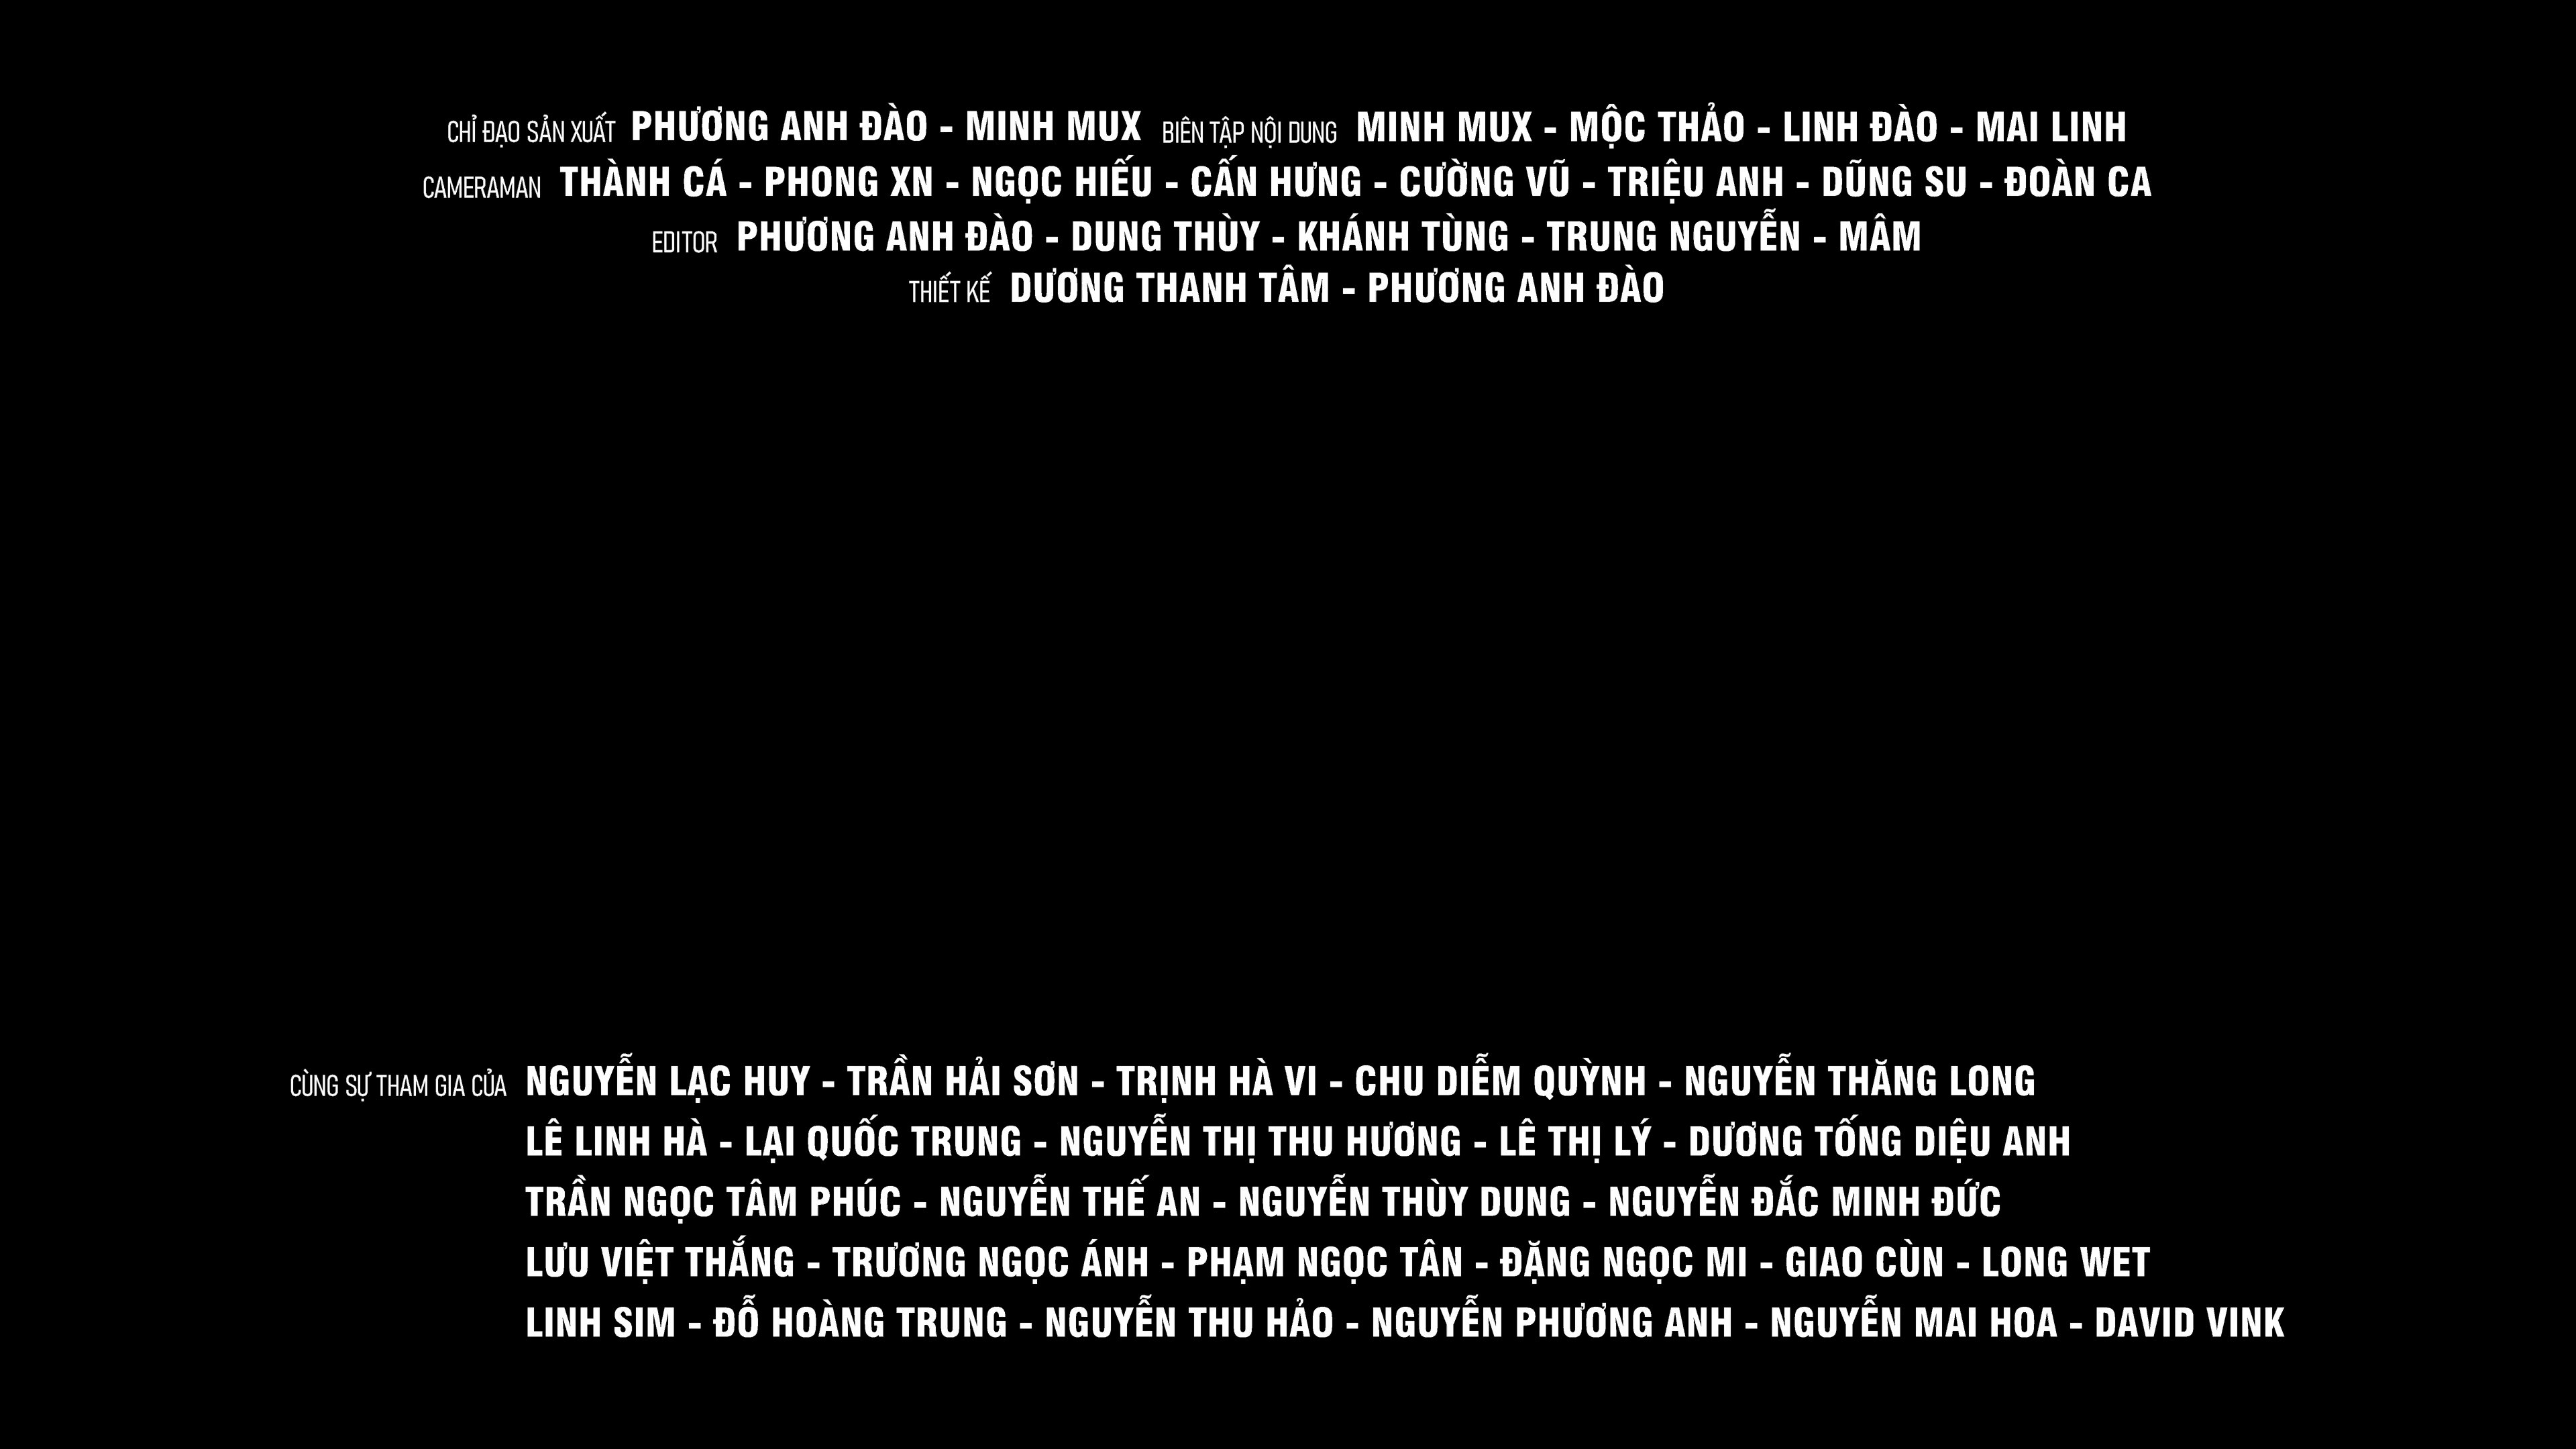 CHỈ ĐẠO SẢN XUẤT PHƯƠNG ANH ĐÀO - MINH MUX BIÊN TẬP NỘI DUNG MINH MUX - MỘC THẢO - LINH ĐÀO - MAI LINH
CAMERAMAN THÀNH CÁ - PHONG XN - NGỌC HIẾU - CẤN HƯNG - CƯỜNG VŨ - TRIỆU ANH - DŨNG SU - ĐOÀN CA
EDITOR PHƯƠNG ANH ĐÀO - DUNG THÙY - KHÁNH TÙNG - TRUNG NGUYỄN - MÂM
THIẾT KẾ DƯƠNG THANH TÂM - PHƯƠNG ANH ĐÀO
CÙNG SỰ THAM GIA CỦA NGUYỄN LẠC HUY - TRẦN HẢI SƠN - TRỊNH HÀ VI - CHU DIỄM QUỲNH - NGUYỄN THĂNG LONG
LÊ LINH HÀ - LẠI QUỐC TRUNG - NGUYỄN THỊ THU HƯƠNG - LÊ THỊ LÝ - DƯƠNG TỐNG DIỆU ANH
TRẦN NGỌC TÂM PHÚC - NGUYỄN THẾ AN - NGUYỄN THÙY DUNG - NGUYỄN ĐẮC MINH ĐỨC
LƯU VIỆT THẮNG - TRƯƠNG NGỌC ÁNH - PHẠM NGỌC TÂN - ĐẶNG NGỌC MI - GIAO CÙN - LONG WET
LINH SIM - ĐỖ HOÀNG TRUNG - NGUYỄN THU HẢO - NGUYỄN PHƯƠNG ANH - NGUYỄN MAI HOA - DAVID VINK